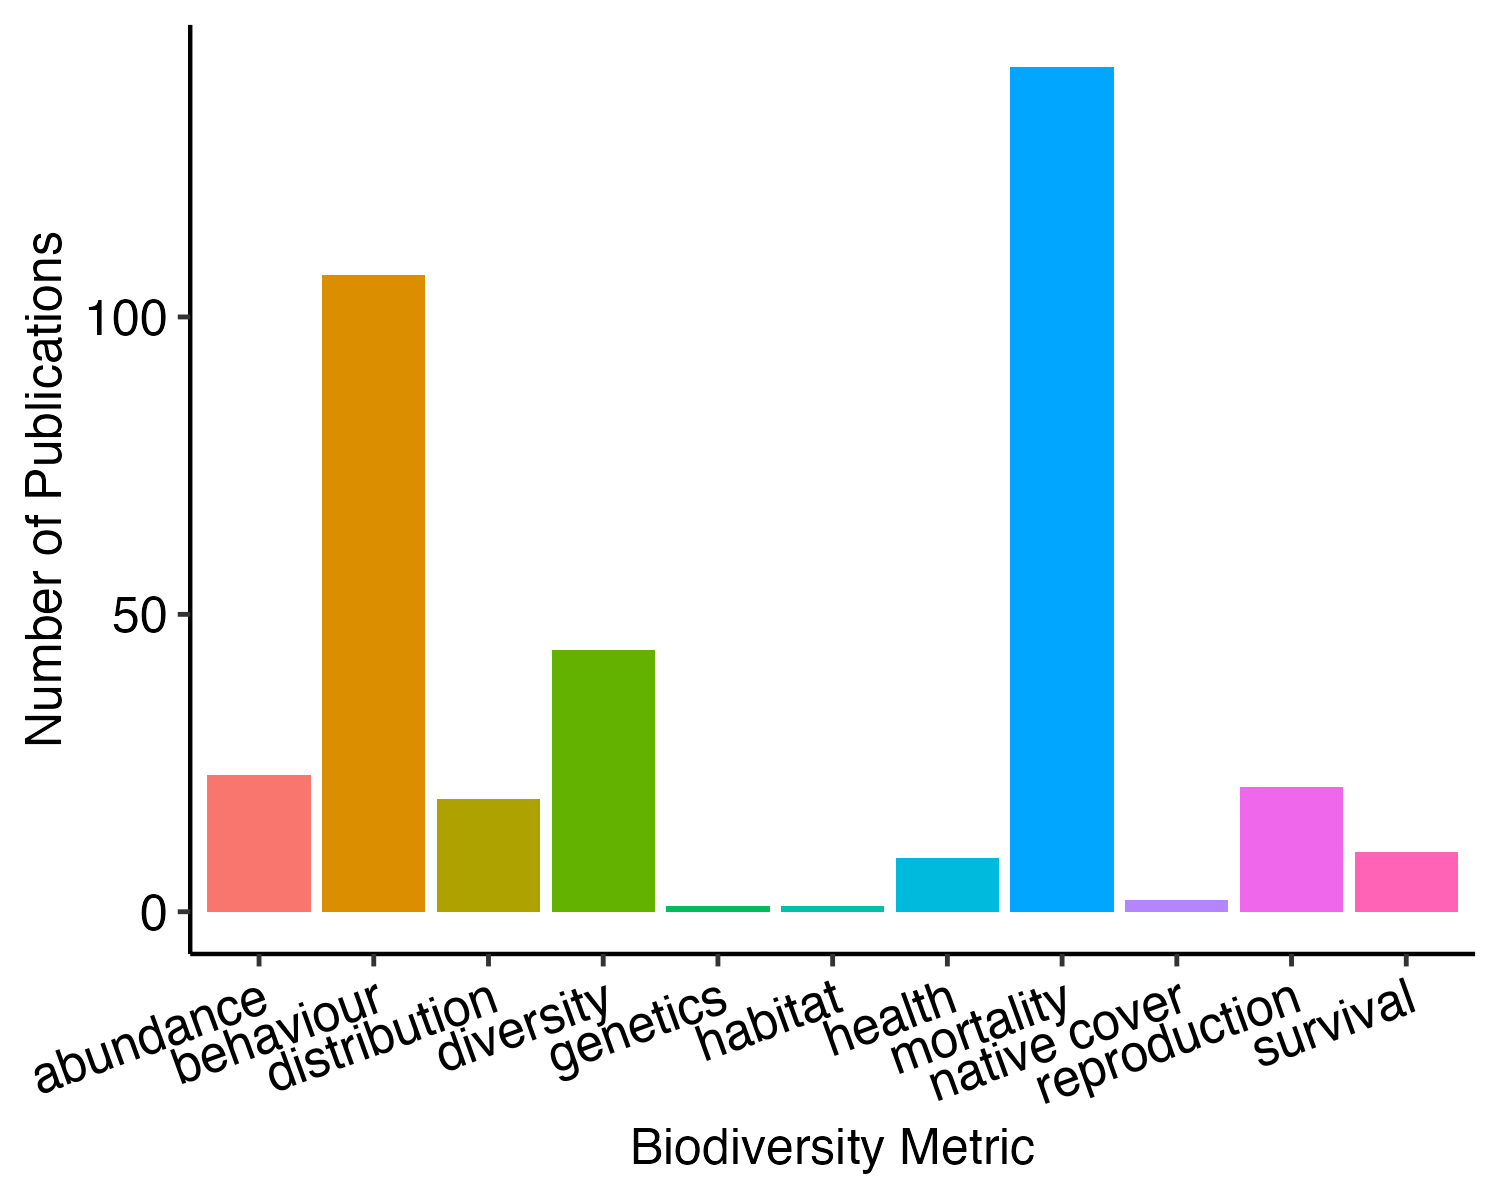 Number of Publications
100
50
0
abundance
behaviour
distribution
diversity
genetics
habitat
health
mortality
native cover
reproduction
survival
Biodiversity Metric